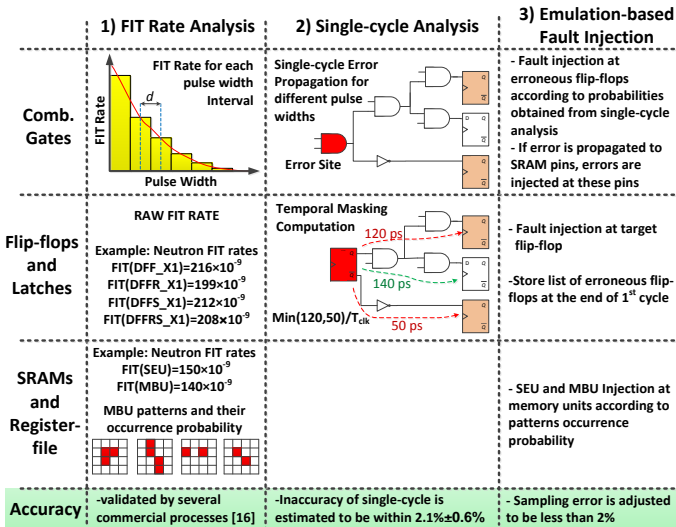 1) FIT Rate Analysis
2) Single-cycle Analysis
3) Emulation-based
Fault Injection
Comb.
Gates
FIT Rate for each
pulse width
Interval
d
FIT Rate
Pulse Width
Single-cycle Error
Propagation for
different pulse
widths
Error Site
- Fault injection at
erroneous flip-flops
according to probabilities
obtained from single-cycle
analysis
- If error is propagated to
SRAM pins, errors are
injected at these pins
Flip-flops
and
Latches
RAW FIT RATE
Example: Neutron FIT rates
FIT(DFF_X1)=216×10⁻⁹
FIT(DFFR_X1)=199×10⁻⁹
FIT(DFFS_X1)=212×10⁻⁹
FIT(DFFRS_X1)=208×10⁻⁹
Temporal Masking
Computation
120 ps
140 ps
50 ps
Min(120,50)/Tclk
- Fault injection at target
flip-flop
-Store list of erroneous flip-
flops at the end of 1st cycle
SRAMs
and
Register-
file
Example: Neutron FIT rates
FIT(SEU)=150×10⁻⁹
FIT(MBU)=140×10⁻⁹
MBU patterns and their
occurrence probability
- SEU and MBU Injection at
memory units according to
patterns occurrence
probability
Accuracy
-validated by several
commercial processes [16]
-Inaccuracy of single-cycle is
estimated to be within 2.1%±0.6%
- Sampling error is adjusted
to be less than 2%